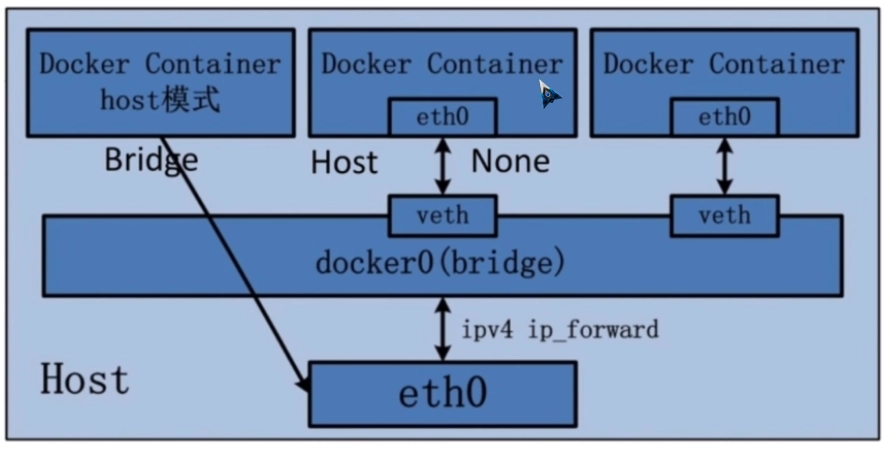 Docker Container
host模式
Docker Container
eth0
Docker Container
eth0
Bridge
Host
None
veth
veth
docker0(bridge)
ipv4 ip_forward
Host
eth0